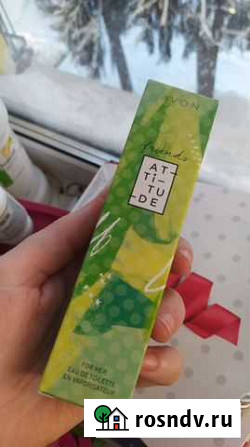 AVON
friends
AT-
TI-
TU-
DE
FOR HER
EAU DE TOILETTE
EN VAPORISATEUR
rosndv.ru